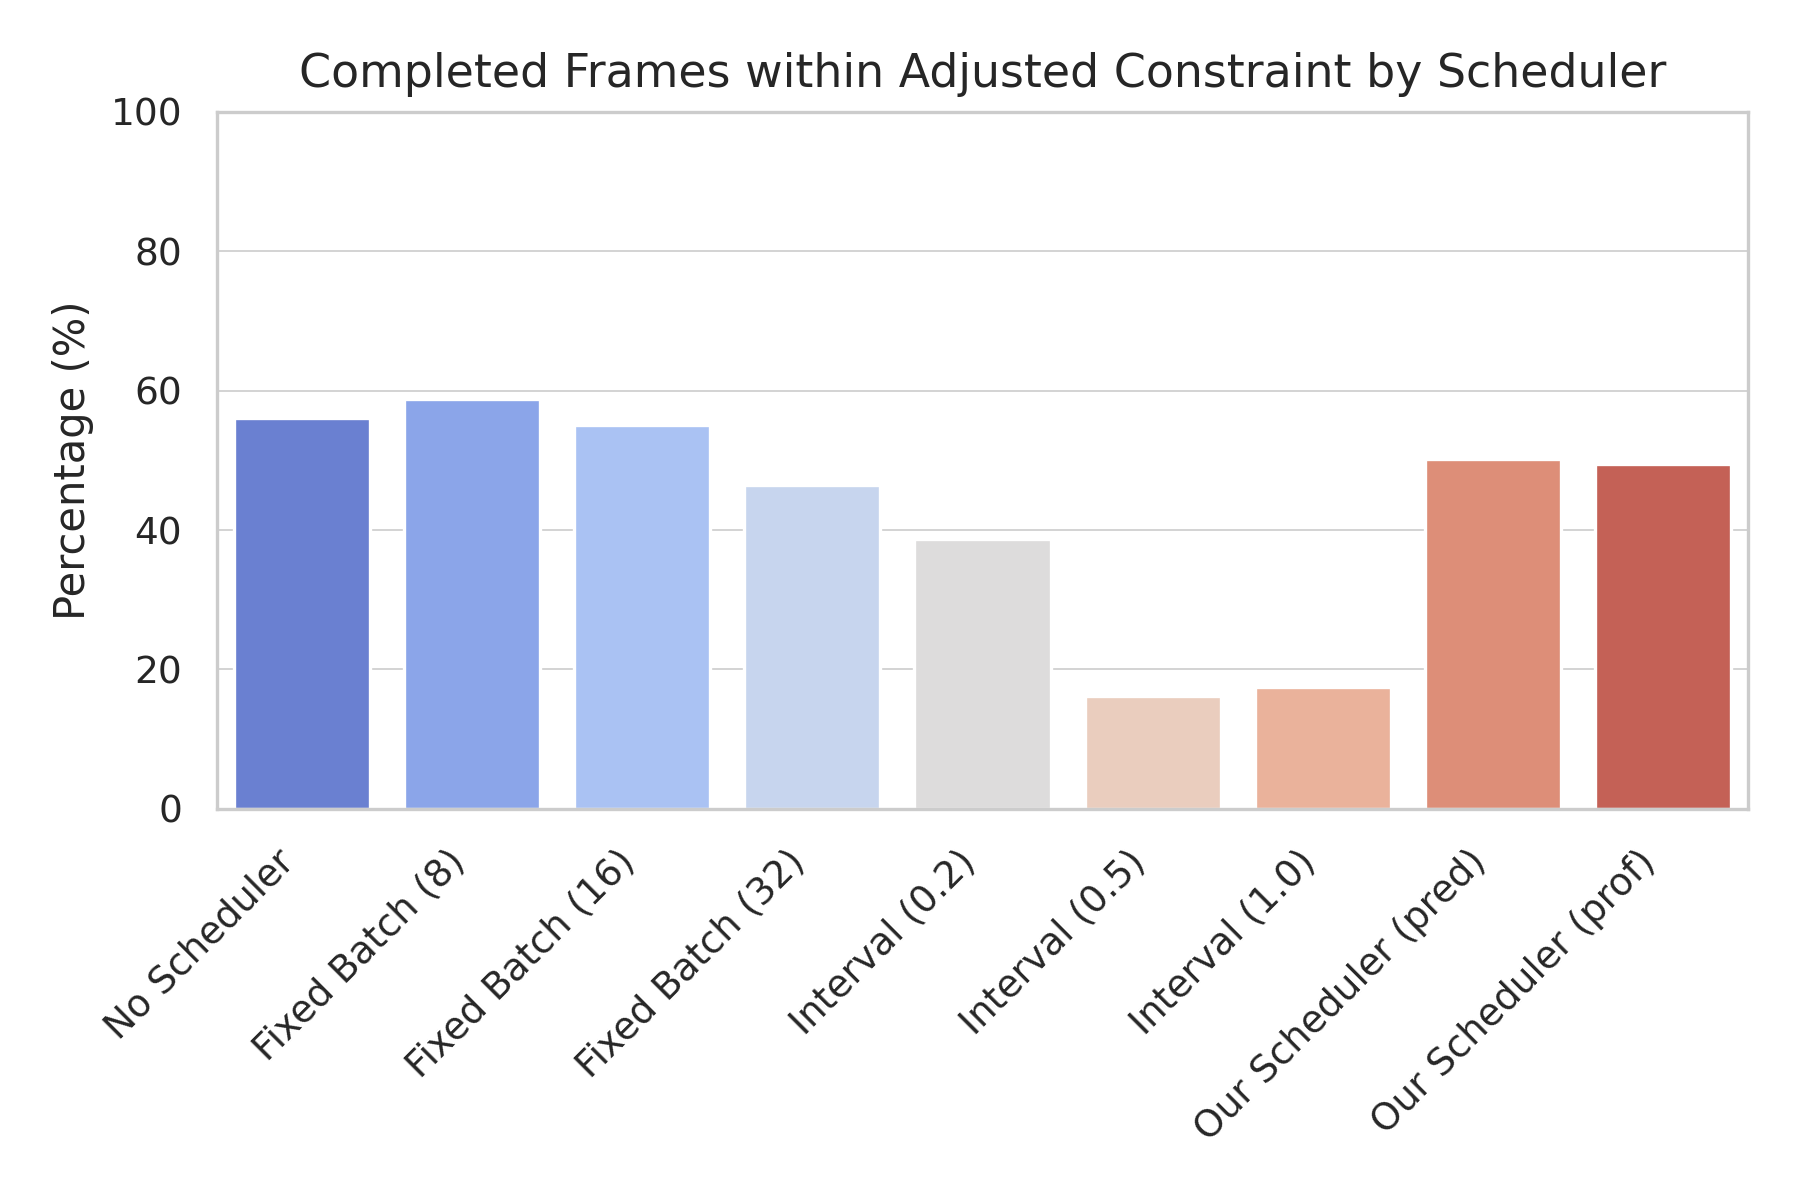 Completed Frames within Adjusted Constraint by Scheduler
Percentage (%)
100
80
60
40
20
0
No Scheduler
Fixed Batch (8)
Fixed Batch (16)
Fixed Batch (32)
Interval (0.2)
Interval (0.5)
Interval (1.0)
Our Scheduler (pred)
Our Scheduler (prof)